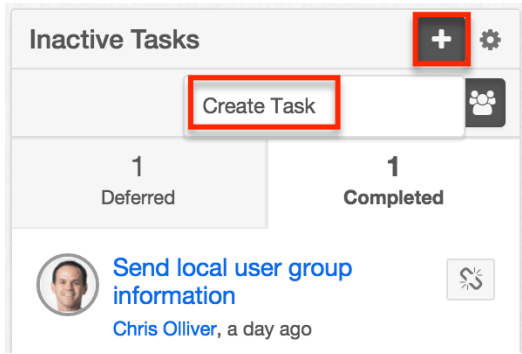 Inactive Tasks
Create Task
1
Deferred
1
Completed
Send local user group
information
Chris Olliver, a day ago